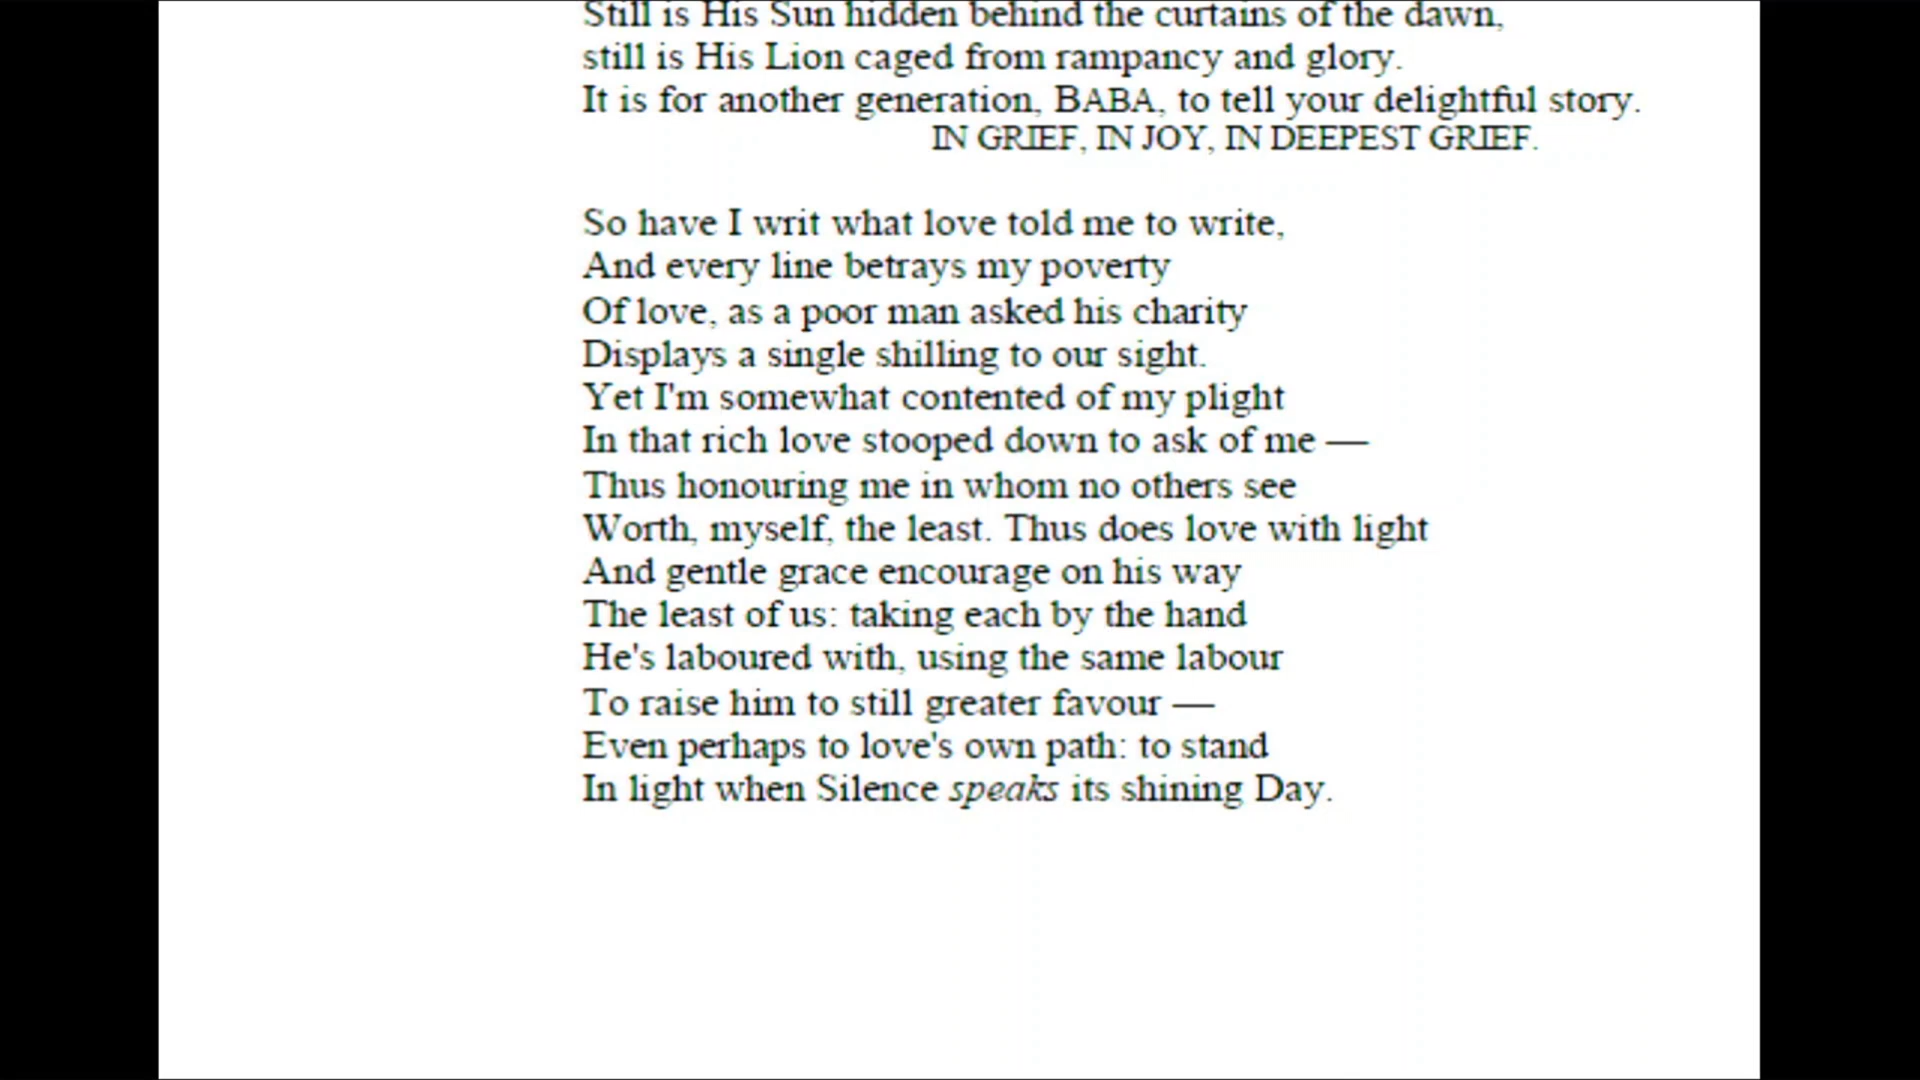 Still is His Sun hidden behind the curtains of the dawn,
still is His Lion caged from rampancy and glory.
It is for another generation, BABA, to tell your delightful story.
IN GRIEF, IN JOY, IN DEEPEST GRIEF.
So have I writ what love told me to write,
And every line betrays my poverty
Of love, as a poor man asked his charity
Displays a single shilling to our sight.
Yet I'm somewhat contented of my plight
In that rich love stooped down to ask of me —
Thus honouring me in whom no others see
Worth, myself, the least. Thus does love with light
And gentle grace encourage on his way
The least of us: taking each by the hand
He's laboured with, using the same labour
To raise him to still greater favour —
Even perhaps to love's own path: to stand
In light when Silence speaks its shining Day.